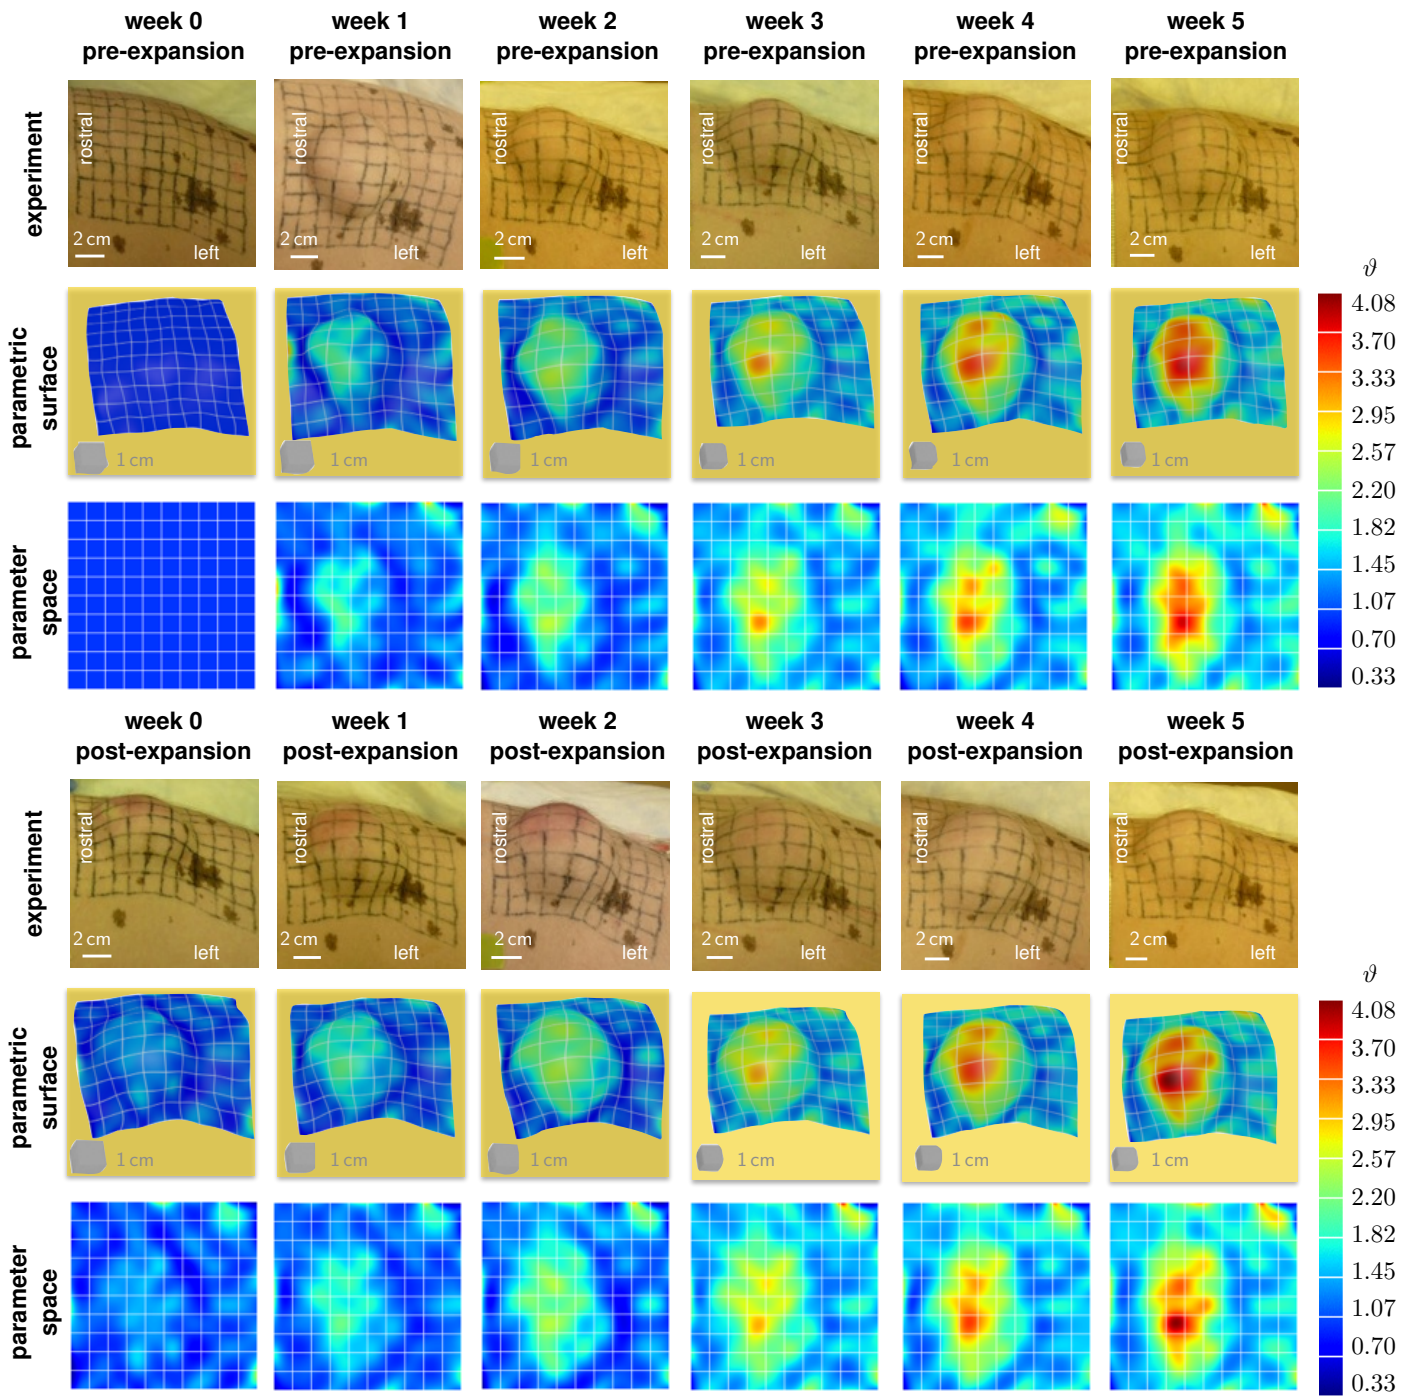 week 0 week 1 week 2 week 3 week 4 week 5
pre-expansion pre-expansion pre-expansion pre-expansion pre-expansion pre-expansion
experiment
rostral rostral rostral rostral rostral rostral
2 cm 2 cm 2 cm 2 cm 2 cm 2 cm
left left left left left left
parametric
surface
1 cm 1 cm 1 cm 1 cm 1 cm 1 cm
parameter
space
ϑ
4.08
3.70
3.33
2.95
2.57
2.20
1.82
1.45
1.07
0.70
0.33
week 0 week 1 week 2 week 3 week 4 week 5
post-expansion post-expansion post-expansion post-expansion post-expansion post-expansion
experiment
rostral rostral rostral rostral rostral rostral
2 cm 2 cm 2 cm 2 cm 2 cm 2 cm
left left left left left left
parametric
surface
1 cm 1 cm 1 cm 1 cm 1 cm 1 cm
parameter
space
ϑ
4.08
3.70
3.33
2.95
2.57
2.20
1.82
1.45
1.07
0.70
0.33